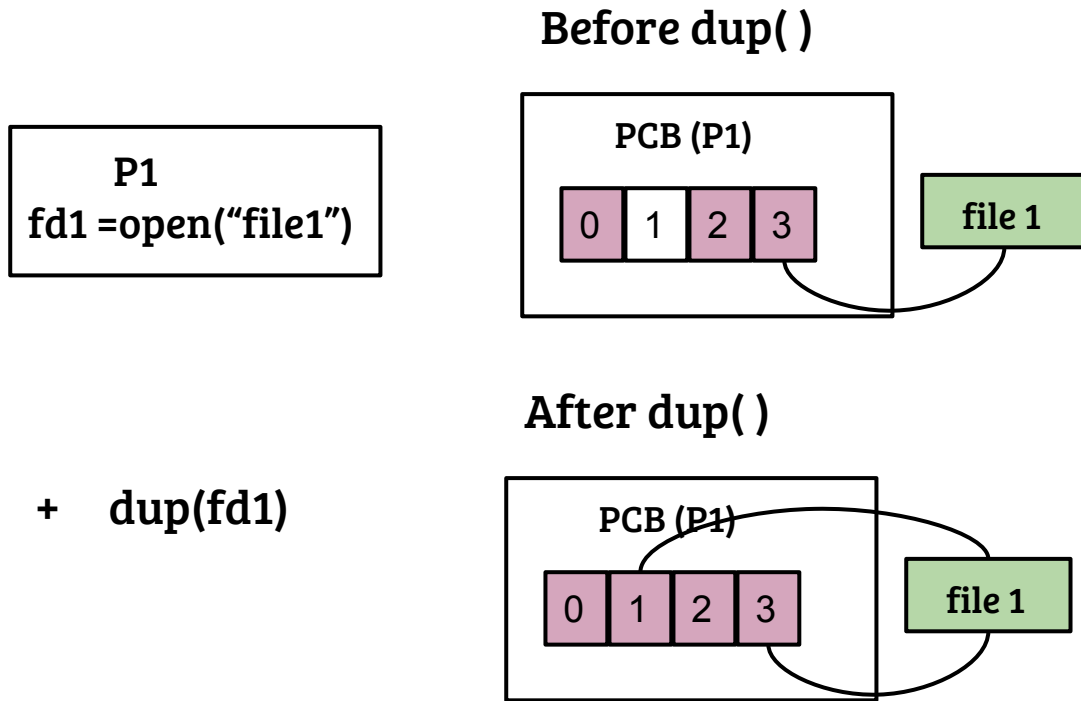 Before dup( )
P1
fd1 =open(“file1”)
PCB (P1)
0 1 2 3
file 1
After dup( )
+ dup(fd1)
PCB (P1)
0 1 2 3
file 1